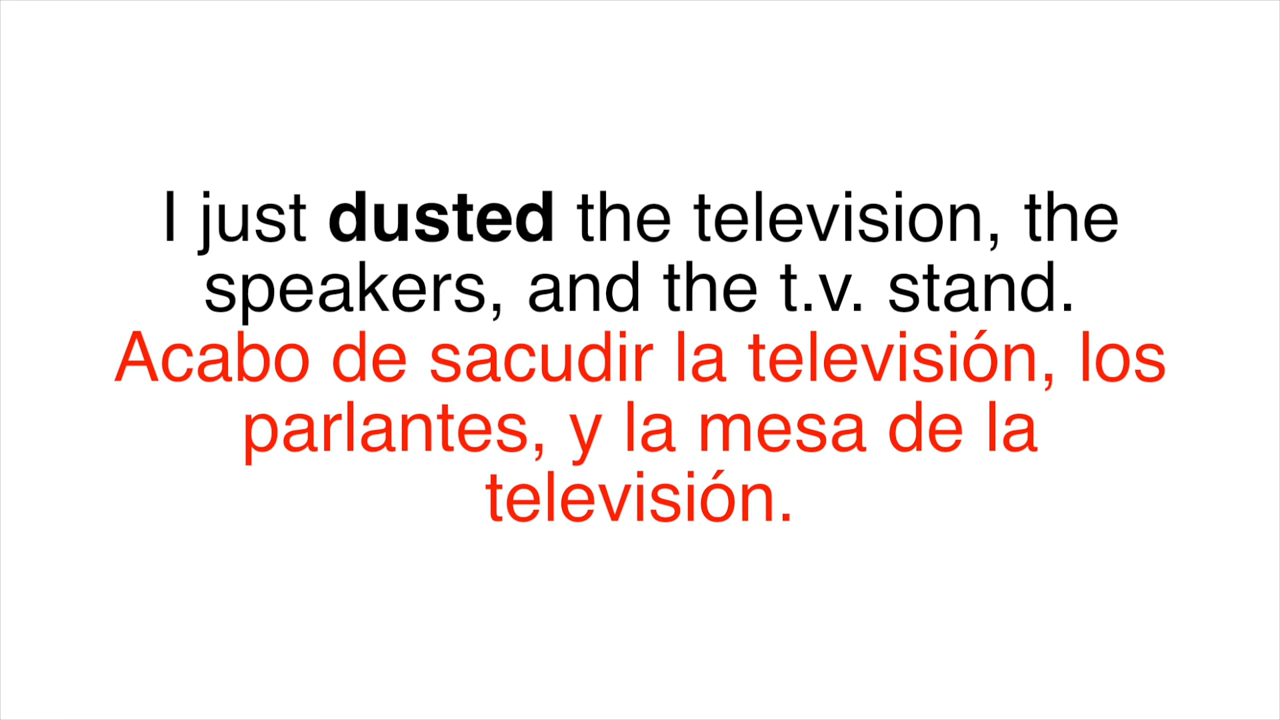 I just dusted the television, the
speakers, and the t.v. stand.
Acabo de sacudir la televisión, los
parlantes, y la mesa de la
televisión.